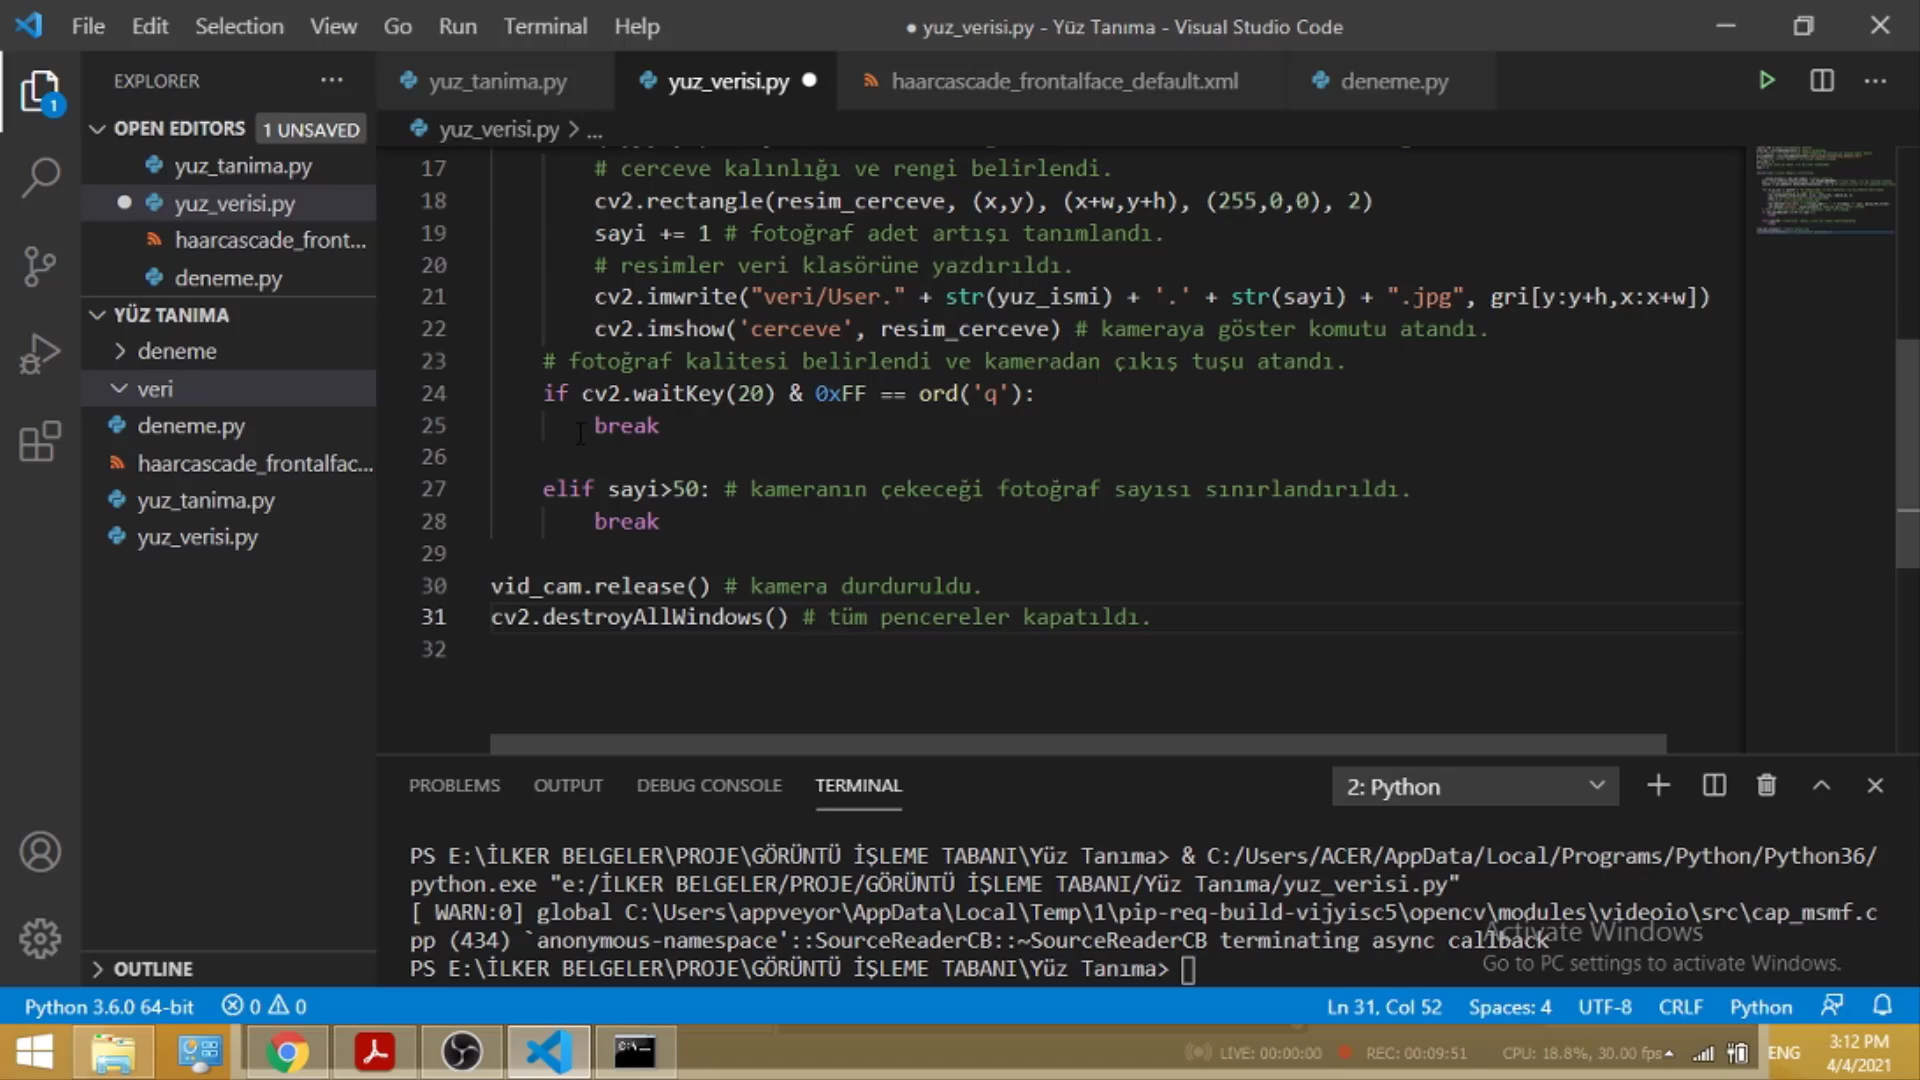 File Edit Selection View Go Run Terminal Help
● yuz_verisi.py - Yüz Tanıma - Visual Studio Code
EXPLORER ···
yuz_tanima.py
yuz_verisi.py
haarcascade_frontalface_default.xml
deneme.py
1
OPEN EDITORS 1 UNSAVED
yuz_verisi.py > ...
yuz_tanima.py
yuz_verisi.py
haarcascade_front...
deneme.py
YÜZ TANIMA
deneme
veri
deneme.py
haarcascade_frontalfac...
yuz_tanima.py
yuz_verisi.py
OUTLINE
17 # cerceve kalınlığı ve rengi belirlendi.
18 cv2.rectangle(resim_cerceve, (x,y), (x+w,y+h), (255,0,0), 2)
19 sayi += 1 # fotoğraf adet artışı tanımlandı.
20 # resimler veri klasörüne yazdırıldı.
21 cv2.imwrite("veri/User." + str(yuz_ismi) + '.' + str(sayi) + ".jpg", gri[y:y+h,x:x+w])
22 cv2.imshow('cerceve', resim_cerceve) # kameraya göster komutu atandı.
23 # fotoğraf kalitesi belirlendi ve kameradan çıkış tuşu atandı.
24 if cv2.waitKey(20) & 0xFF == ord('q'):
25 break
26
27 elif sayi>50: # kameranın çekeceği fotoğraf sayısı sınırlandırıldı.
28 break
29
30 vid_cam.release() # kamera durduruldu.
31 cv2.destroyAllWindows() # tüm pencereler kapatıldı.
32
PROBLEMS OUTPUT DEBUG CONSOLE TERMINAL 2: Python
PS E:\İLKER BELGELER\PROJE\GÖRÜNTÜ İŞLEME TABANI\Yüz Tanıma> & C:/Users/ACER/AppData/Local/Programs/Python/Python36/
python.exe "e:/İLKER BELGELER/PROJE/GÖRÜNTÜ İŞLEME TABANI/Yüz Tanıma/yuz_verisi.py"
[ WARN:0] global C:\Users\appveyor\AppData\Local\Temp\1\pip-req-build-vijyisc5\opencv\modules\videoio\src\cap_msmf.c
pp (434) `anonymous-namespace'::SourceReaderCB::~SourceReaderCB terminating async callback
PS E:\İLKER BELGELER\PROJE\GÖRÜNTÜ İŞLEME TABANI\Yüz Tanıma>
Activate Windows
Go to PC settings to activate Windows.
Python 3.6.0 64-bit 0 0 Ln 31, Col 52 Spaces: 4 UTF-8 CRLF Python
LIVE: 00:00:00 REC: 00:09:51 CPU: 18.8%, 30.00 fps ENG 3:12 PM
4/4/2021